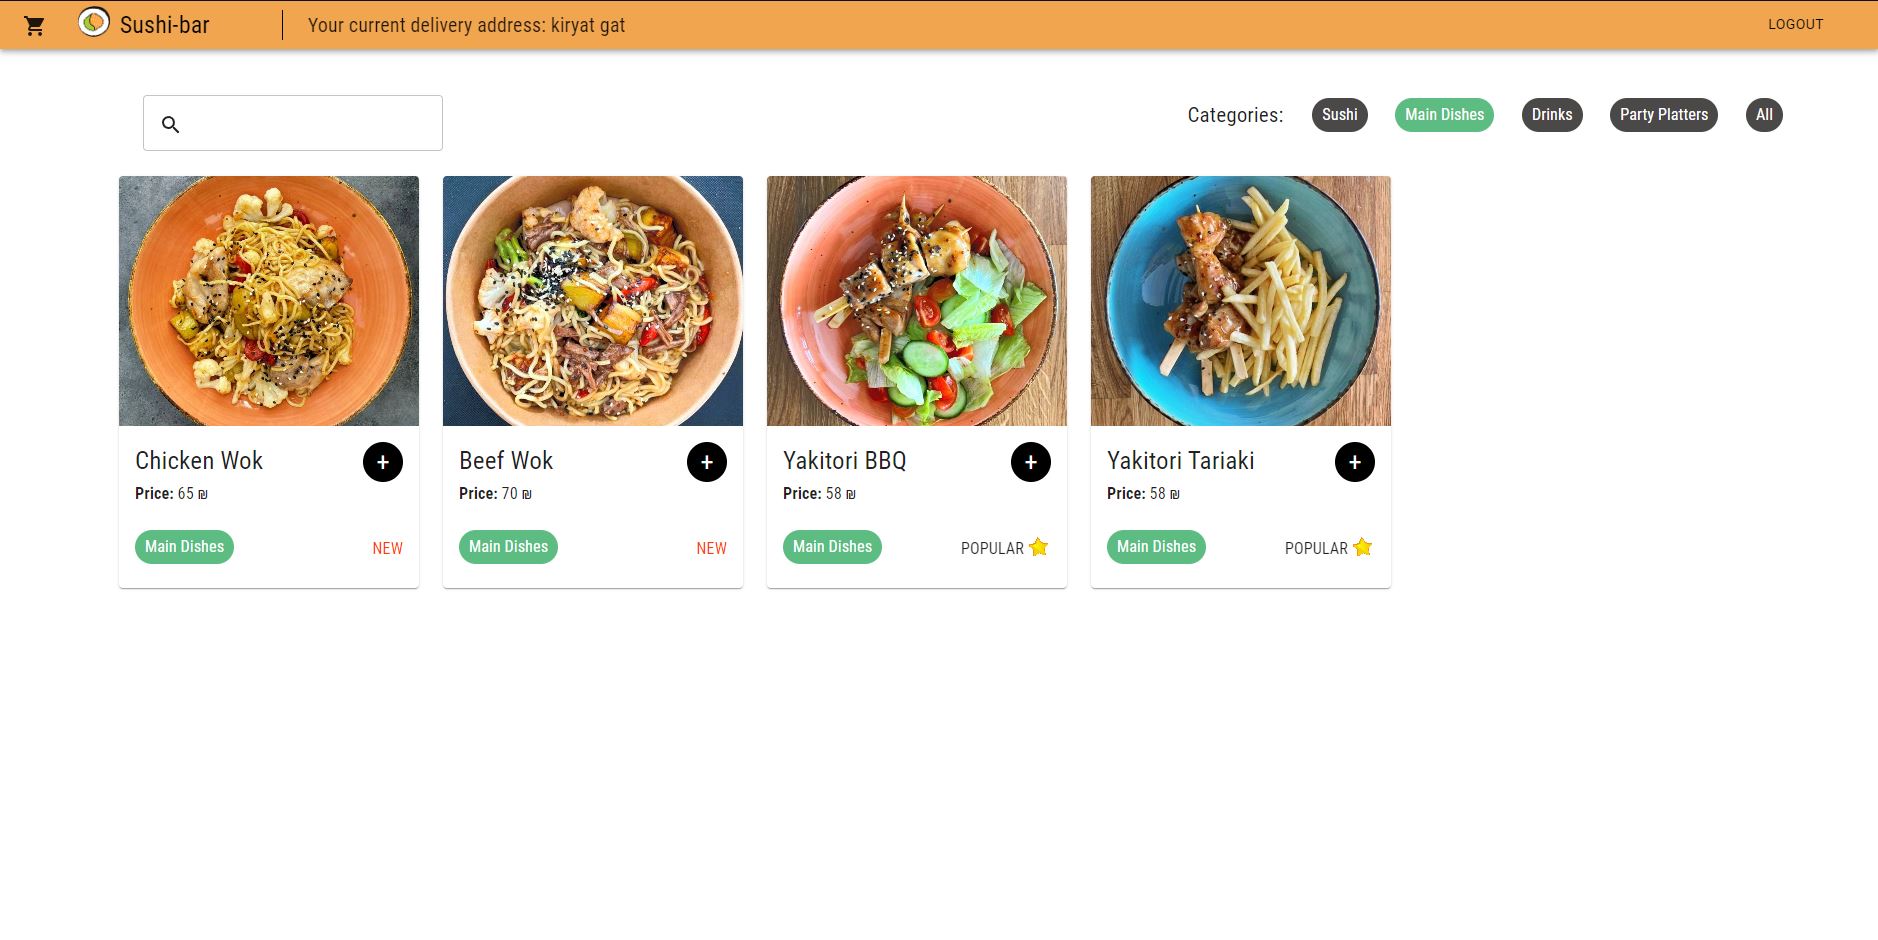 Sushi-bar
Your current delivery address: kiryat gat
LOGOUT
Categories:
Sushi
Main Dishes
Drinks
Party Platters
All
Chicken Wok
+
Price: 65 ₪
Main Dishes
NEW
Beef Wok
+
Price: 70 ₪
Main Dishes
NEW
Yakitori BBQ
+
Price: 58 ₪
Main Dishes
POPULAR
Yakitori Tariaki
+
Price: 58 ₪
Main Dishes
POPULAR